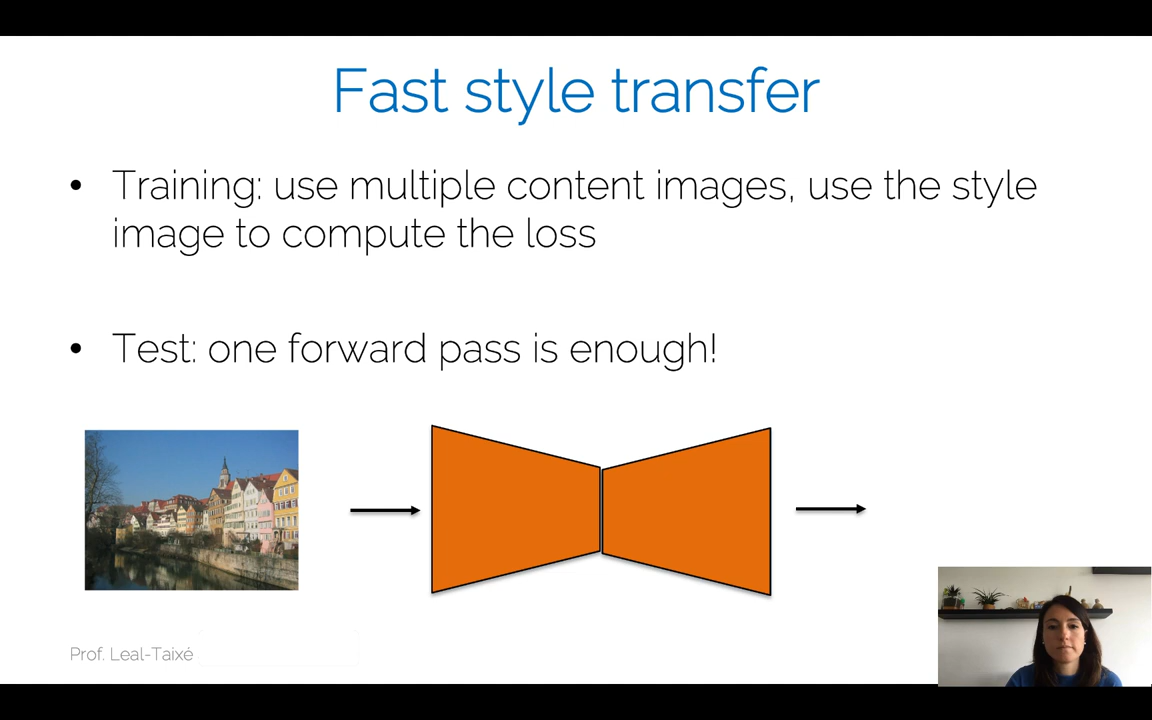 Fast style transfer
• Training: use multiple content images, use the style
image to compute the loss
• Test: one forward pass is enough!
Prof. Leal-Taixé